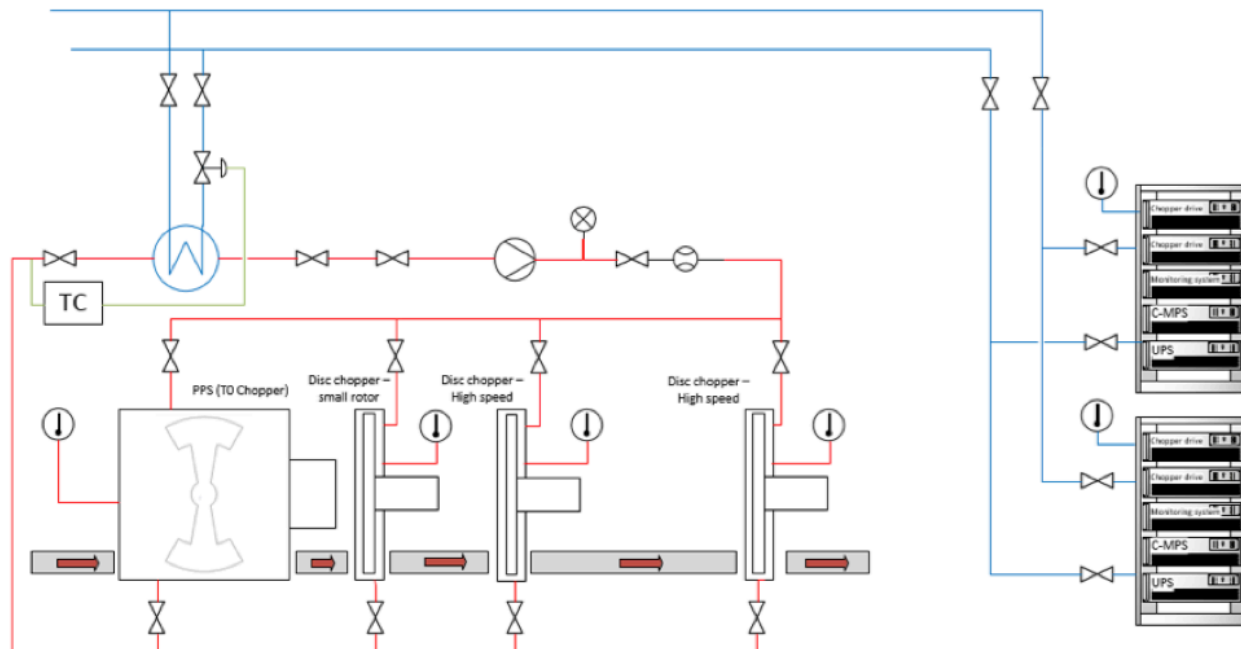 TC
PPS (T0 Chopper)
Disc chopper –
small rotor
Disc chopper –
High speed
Disc chopper –
High speed
Chopper drive
Chopper drive
Monitoring system
C-MPS
UPS
Chopper drive
Chopper drive
Monitoring system
C-MPS
UPS